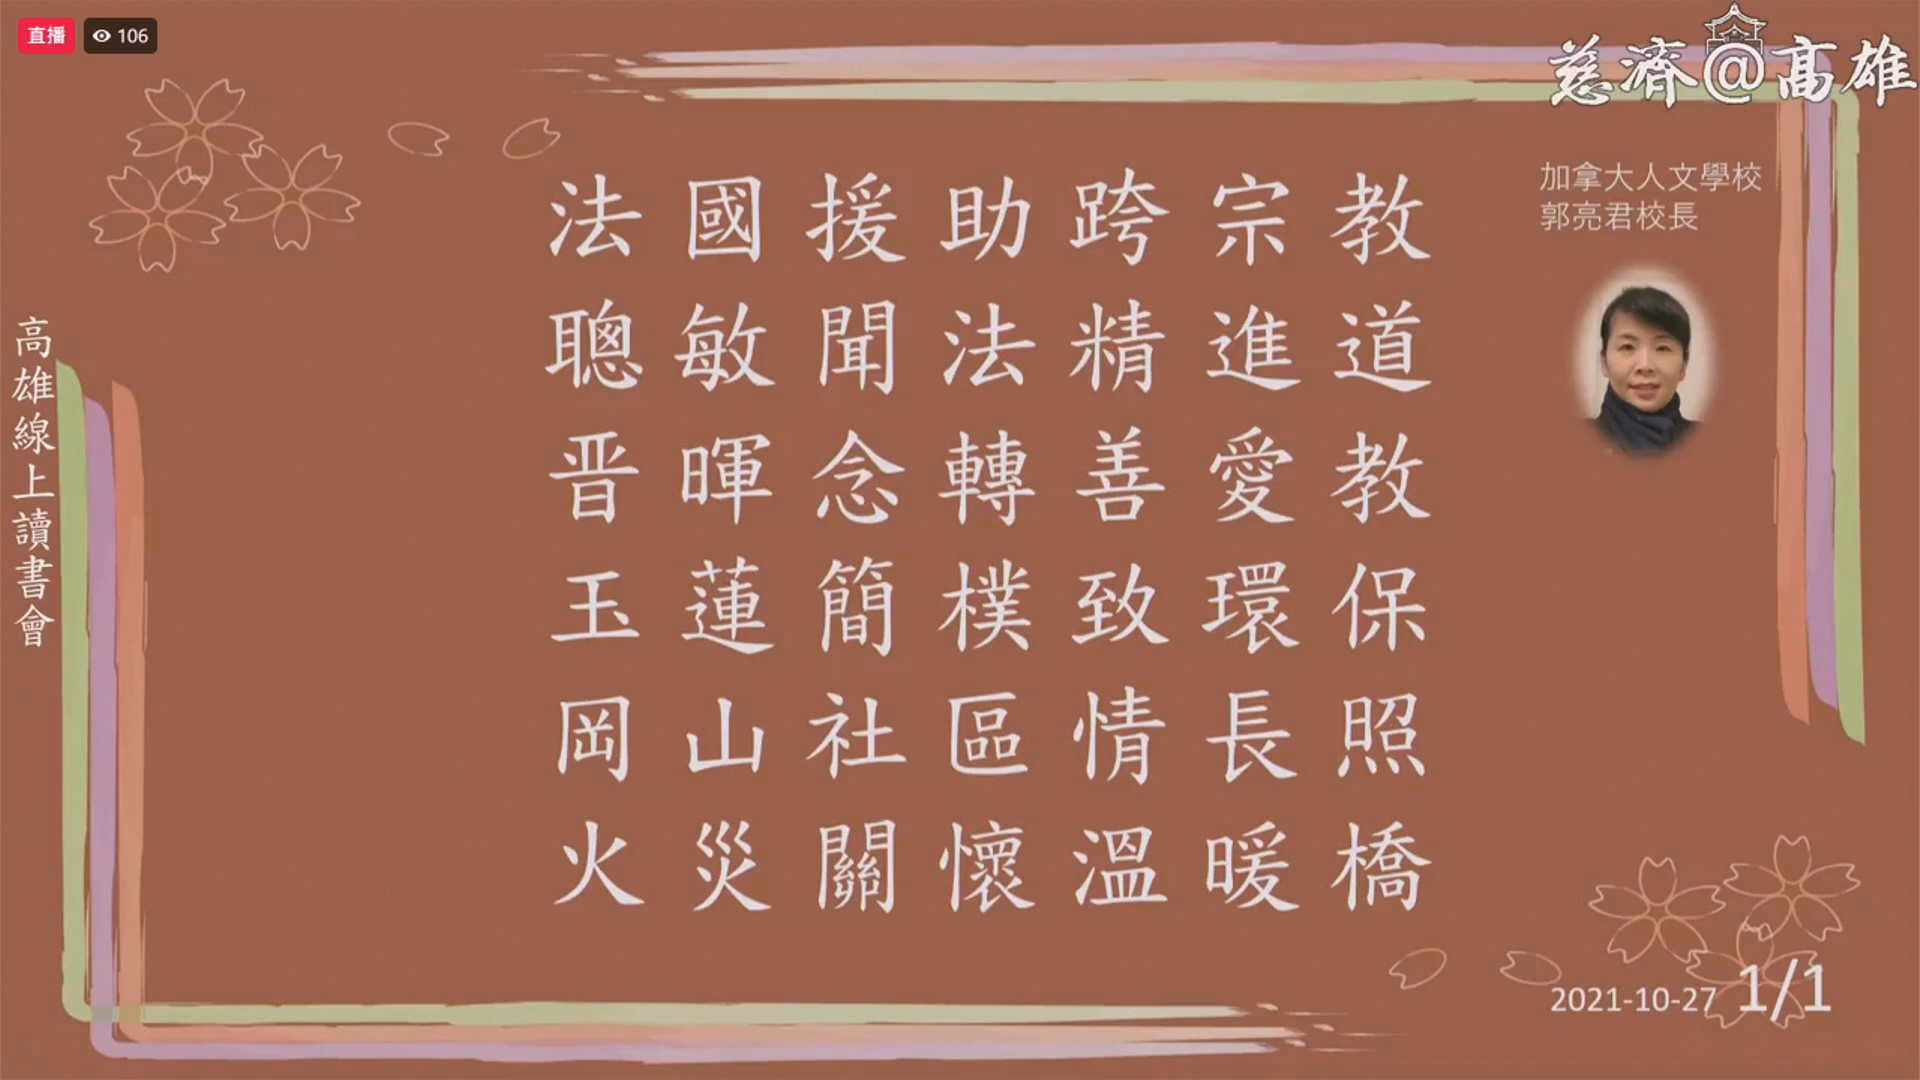 直播
106
慈濟@高雄
加拿大人文學校
郭亮君校長
法國援助跨宗教
聰敏聞法精進道
晋暉念轉善愛教
玉蓮簡樸致環保
岡山社區情長照
火災關懷溫暖橋
高雄線上讀書會
2021-10-27
1/1